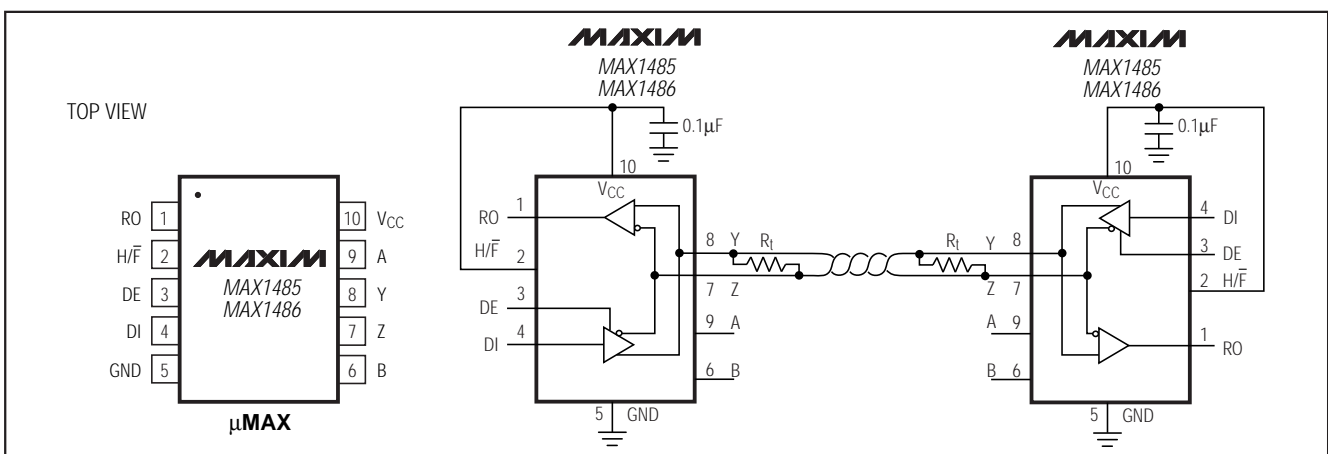 TOP VIEW
RO 1
H/F̅ 2
DE 3
DI 4
GND 5
10 VCC
9 A
8 Y
7 Z
6 B
MAXIM
MAX1485
MAX1486
µMAX
MAXIM
MAX1485
MAX1486
0.1µF
10
VCC
RO 1
H/F̅ 2
DE 3
DI 4
8 Y
Rt
7 Z
9 A
6 B
5 GND
MAXIM
MAX1485
MAX1486
0.1µF
10
VCC
Rt
Y 8
Z 7
A 9
B 6
4 DI
3 DE
2 H/F̅
1 RO
5 GND